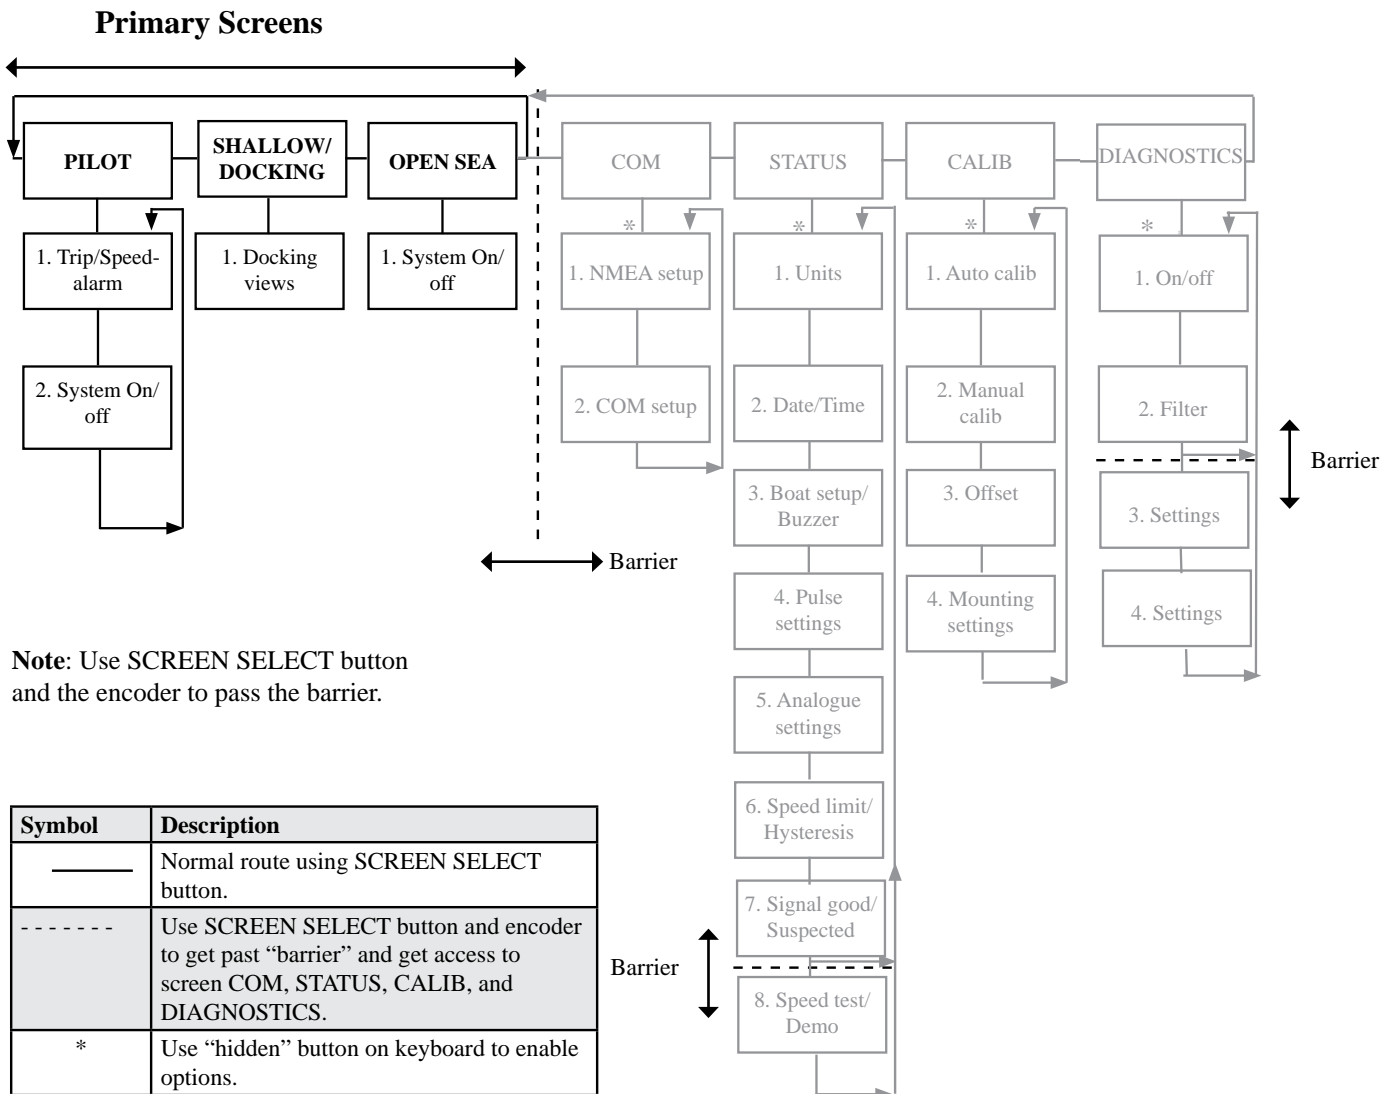 Primary Screens
PILOT
SHALLOW/
DOCKING
OPEN SEA
COM
STATUS
CALIB
DIAGNOSTICS
*
*
*
*
1. Trip/Speed-
alarm
1. Docking
views
1. System On/
off
1. NMEA setup
1. Units
1. Auto calib
1. On/off
2. System On/
off
2. COM setup
2. Date/Time
2. Manual
calib
2. Filter
Barrier
3. Boat setup/
Buzzer
3. Offset
3. Settings
Barrier
4. Pulse
settings
4. Mounting
settings
4. Settings
Note: Use SCREEN SELECT button
and the encoder to pass the barrier.
5. Analogue
settings
6. Speed limit/
Hysteresis
7. Signal good/
Suspected
Barrier
8. Speed test/
Demo
Symbol Description
Normal route using SCREEN SELECT
button.
- - - - - - - Use SCREEN SELECT button and encoder
to get past “barrier” and get access to
screen COM, STATUS, CALIB, and
DIAGNOSTICS.
* Use “hidden” button on keyboard to enable
options.